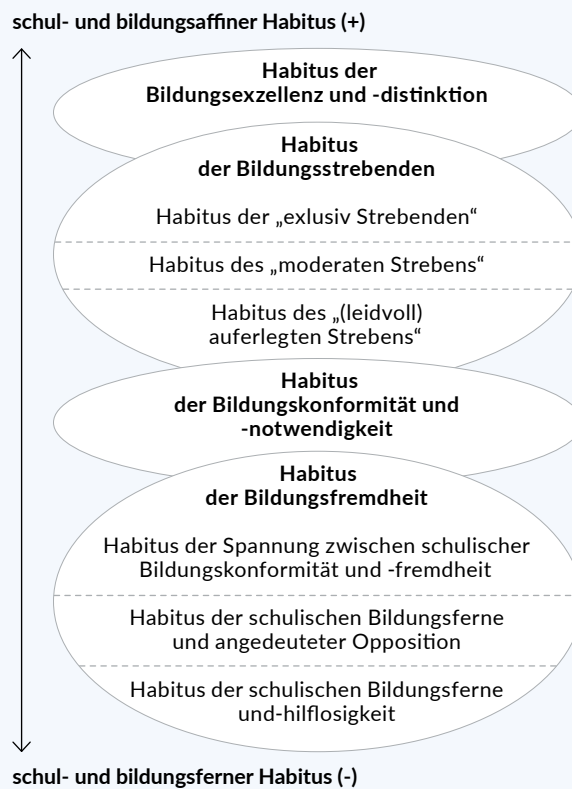 schul- und bildungsaffiner Habitus (+)
Habitus der
Bildungsexzellenz und -distinktion
Habitus
der Bildungsstrebenden
Habitus der „exlusiv Strebenden“
Habitus des „moderaten Strebens“
Habitus des „(leidvoll)
auferlegten Strebens“
Habitus
der Bildungskonformität und
-notwendigkeit
Habitus
der Bildungsfremdheit
Habitus der Spannung zwischen schulischer
Bildungskonformität und -fremdheit
Habitus der schulischen Bildungsferne
und angedeuteter Opposition
Habitus der schulischen Bildungsferne
und-hilflosigkeit
schul- und bildungsferner Habitus (-)